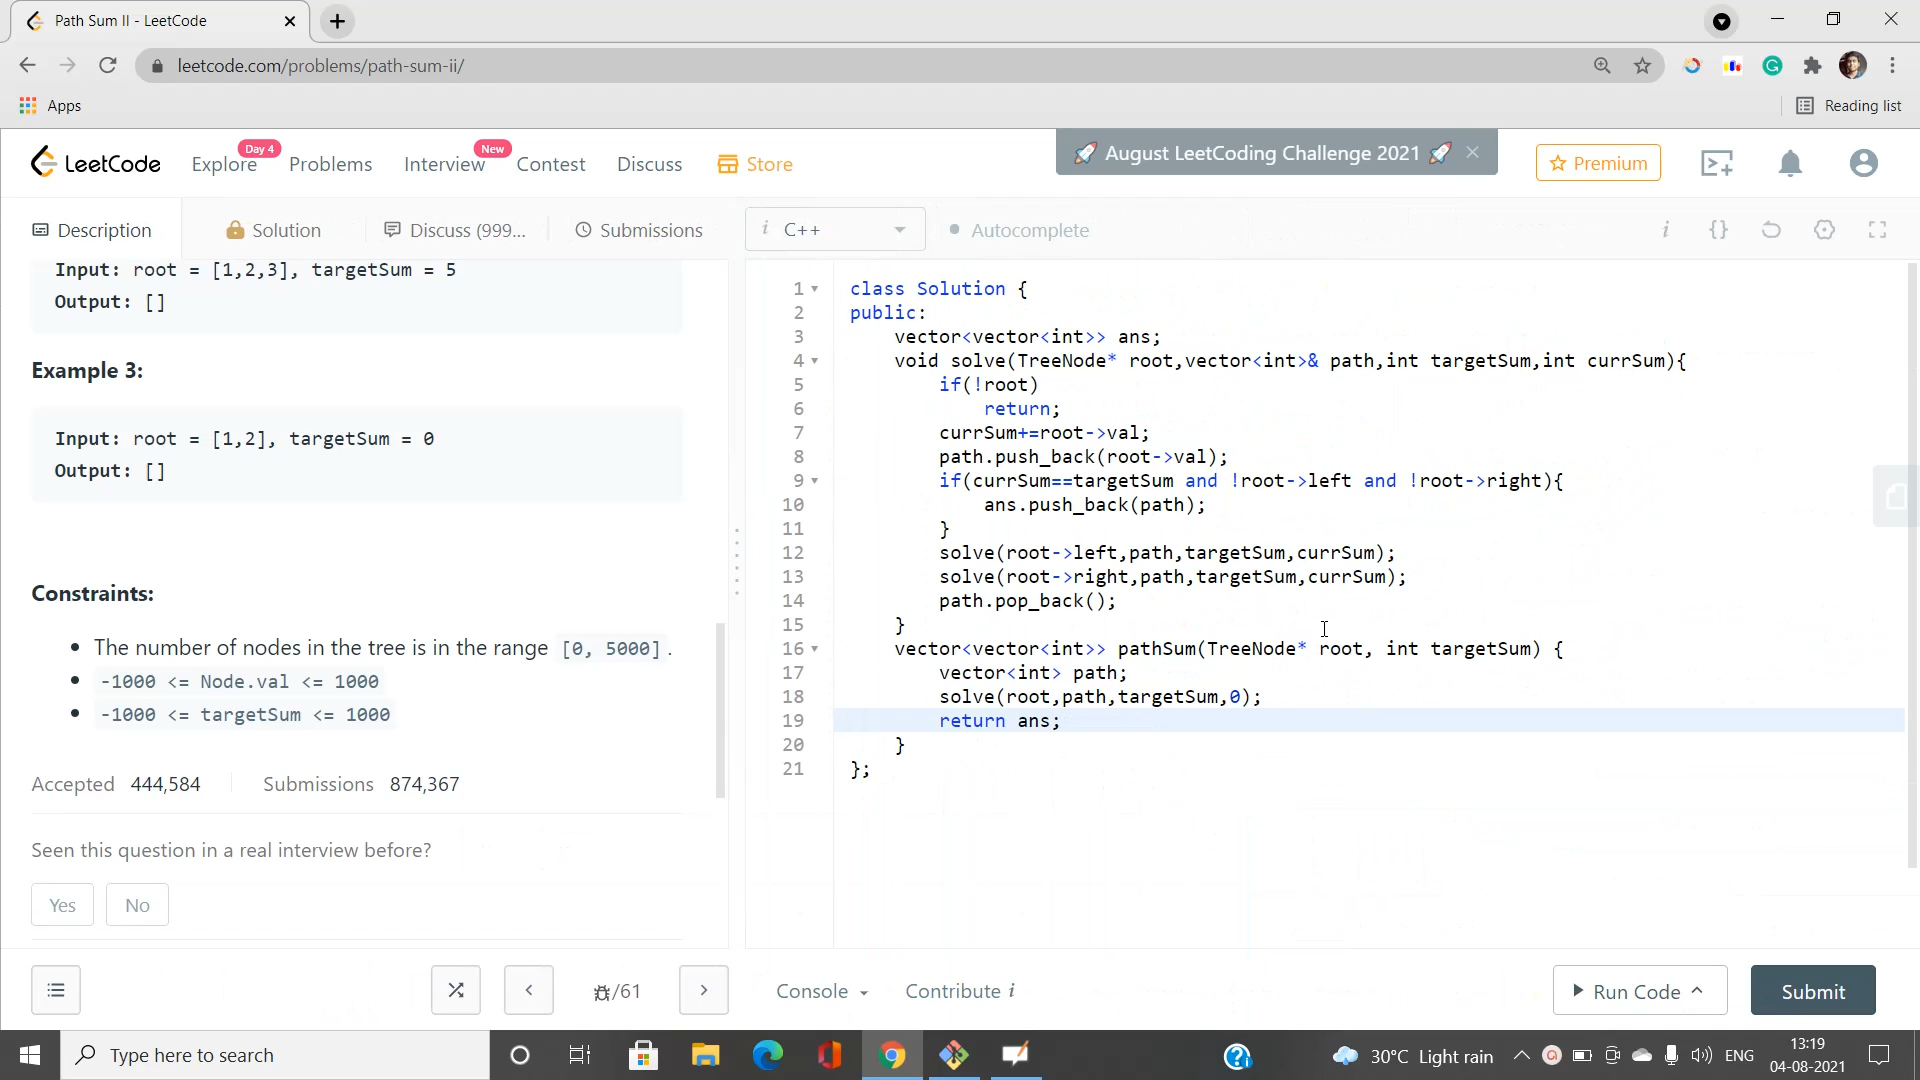 Path Sum II - LeetCode
leetcode.com/problems/path-sum-ii/
Apps
Reading list
LeetCode
Explore
Day 4
Problems
Interview
New
Contest
Discuss
Store
🚀 August LeetCoding Challenge 2021 🚀
Premium
Description
Solution
Discuss (999...
Submissions
Input: root = [1,2,3], targetSum = 5
Output: []
Example 3:
Input: root = [1,2], targetSum = 0
Output: []
Constraints:
The number of nodes in the tree is in the range [0, 5000].
-1000 <= Node.val <= 1000
-1000 <= targetSum <= 1000
Accepted 444,584
Submissions 874,367
Seen this question in a real interview before?
Yes
No
/61
i C++
Autocomplete
i {}
1 class Solution {
2 public:
3 vector<vector<int>> ans;
4 void solve(TreeNode* root,vector<int>& path,int targetSum,int currSum){
5 if(!root)
6 return;
7 currSum+=root->val;
8 path.push_back(root->val);
9 if(currSum==targetSum and !root->left and !root->right){
10 ans.push_back(path);
11 }
12 solve(root->left,path,targetSum,currSum);
13 solve(root->right,path,targetSum,currSum);
14 path.pop_back();
15 }
16 vector<vector<int>> pathSum(TreeNode* root, int targetSum) {
17 vector<int> path;
18 solve(root,path,targetSum,0);
19 return ans;
20 }
21 };
Console
Contribute i
Run Code
Submit
Type here to search
30°C Light rain
ENG
13:19
04-08-2021